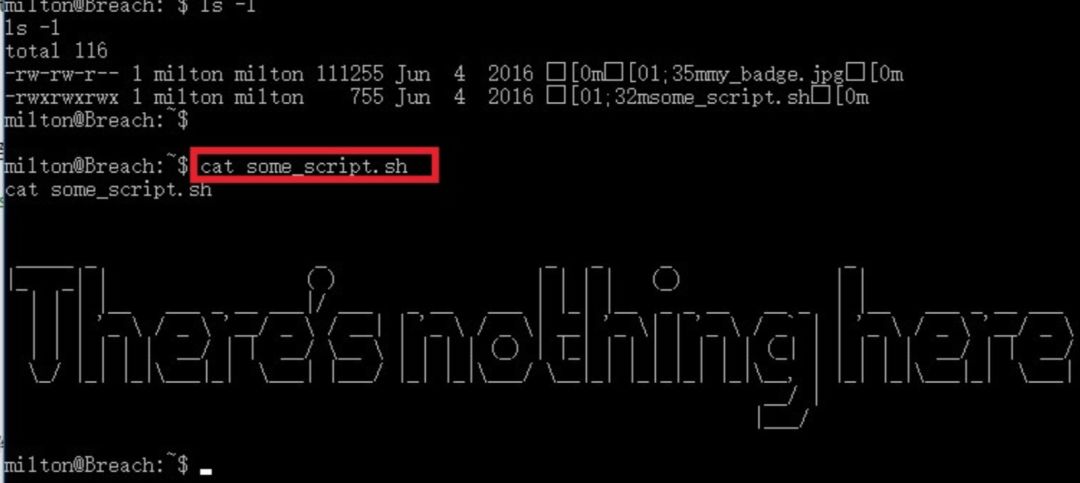 milton@Breach:~$ ls -l
ls -l
total 116
-rw-rw-r-- 1 milton milton 111255 Jun  4  2016 □[0m□[01;35mmy_badge.jpg□[0m
-rwxrwxrwx 1 milton milton    755 Jun  4  2016 □[01;32msome_script.sh□[0m
milton@Breach:~$
milton@Breach:~$ cat some_script.sh
cat some_script.sh
There's nothing here
milton@Breach:~$